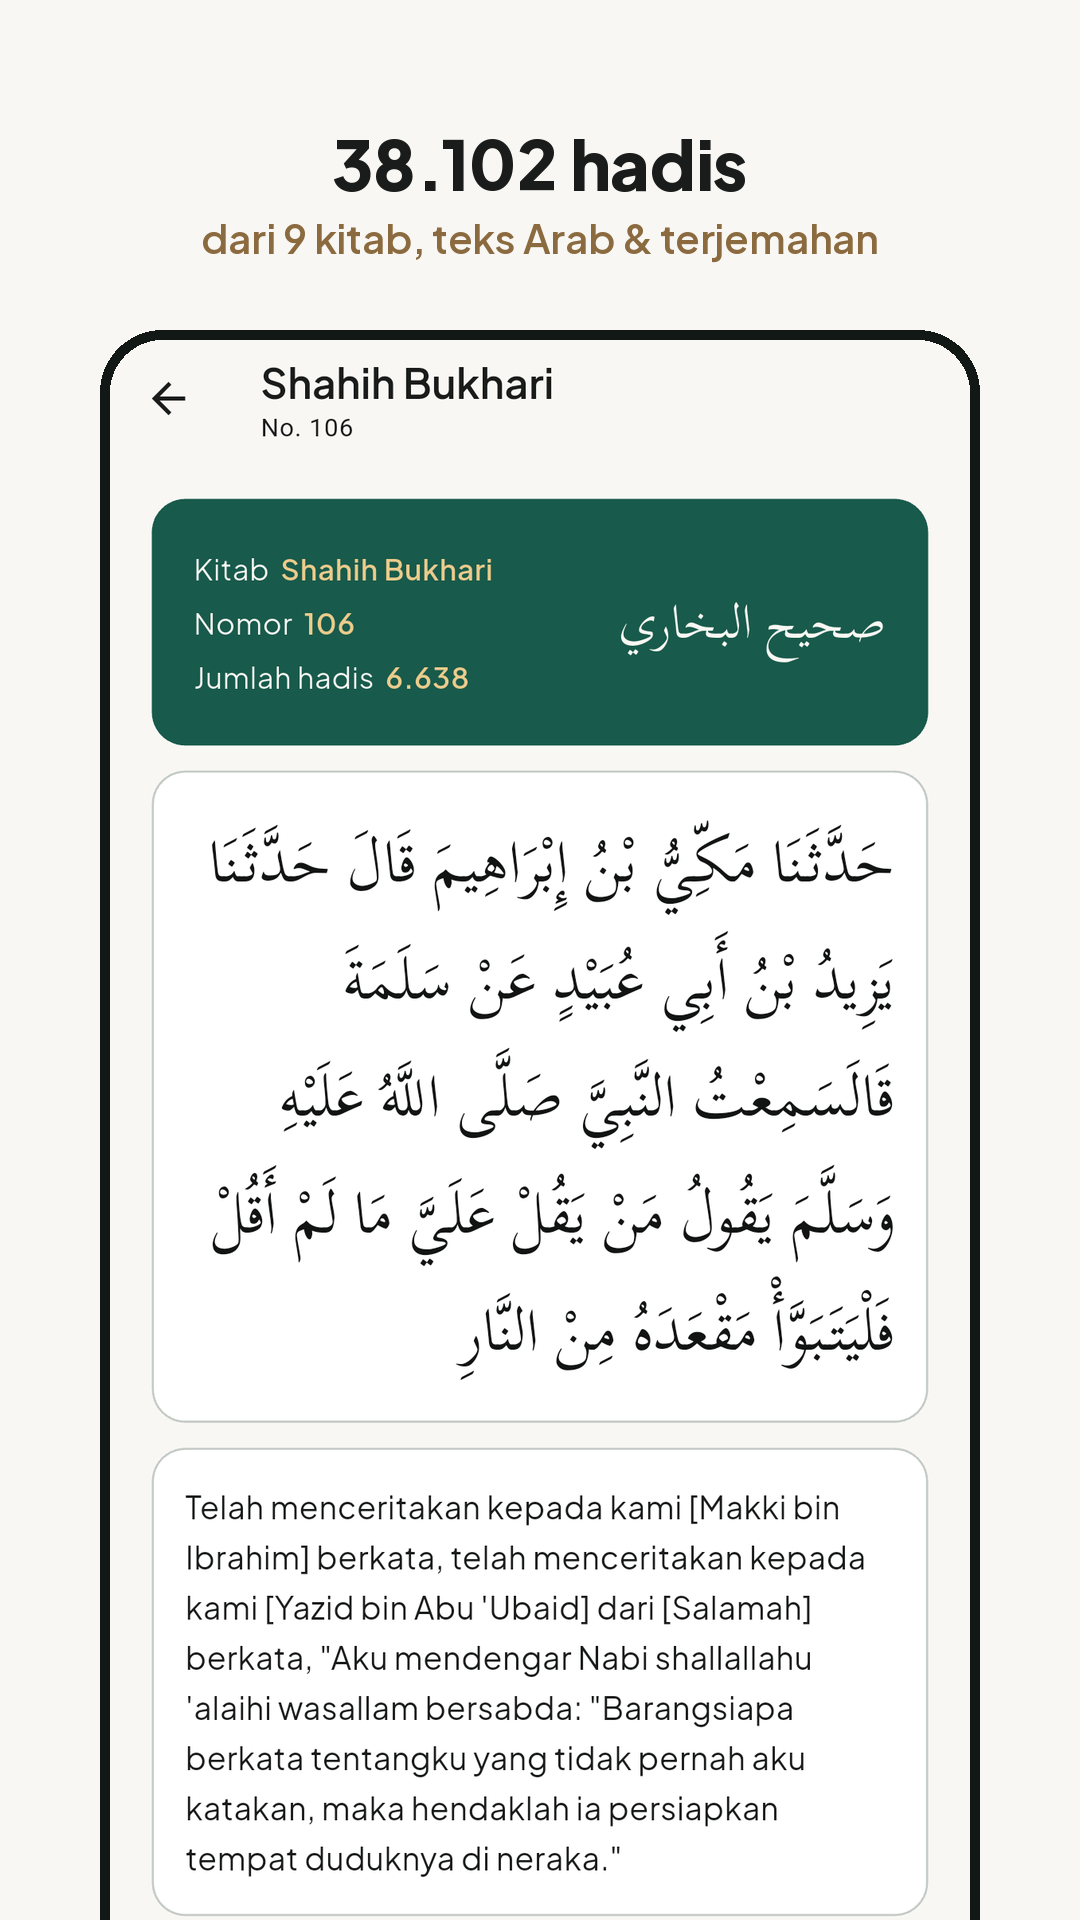 38.102 hadis
dari 9 kitab, teks Arab & terjemahan
Shahih Bukhari
No. 106
Kitab Shahih Bukhari
Nomor 106
Jumlah hadis 6.638
صحيح البخاري
حَدَّثَنَا مَكِّيُّ بْنُ إِبْرَاهِيمَ قَالَ حَدَّثَنَا
يَزِيدُ بْنُ أَبِي عُبَيْدٍ عَنْ سَلَمَةَ
قَالَسَمِعْتُ النَّبِيَّ صَلَّى اللَّهُ عَلَيْهِ
وَسَلَّمَ يَقُولُ مَنْ يَقُلْ عَلَيَّ مَا لَمْ أَقُلْ
فَلْيَتَبَوَّأْ مَقْعَدَهُ مِنْ النَّارِ
Telah menceritakan kepada kami [Makki bin
Ibrahim] berkata, telah menceritakan kepada
kami [Yazid bin Abu 'Ubaid] dari [Salamah]
berkata, "Aku mendengar Nabi shallallahu
'alaihi wasallam bersabda: "Barangsiapa
berkata tentangku yang tidak pernah aku
katakan, maka hendaklah ia persiapkan
tempat duduknya di neraka."